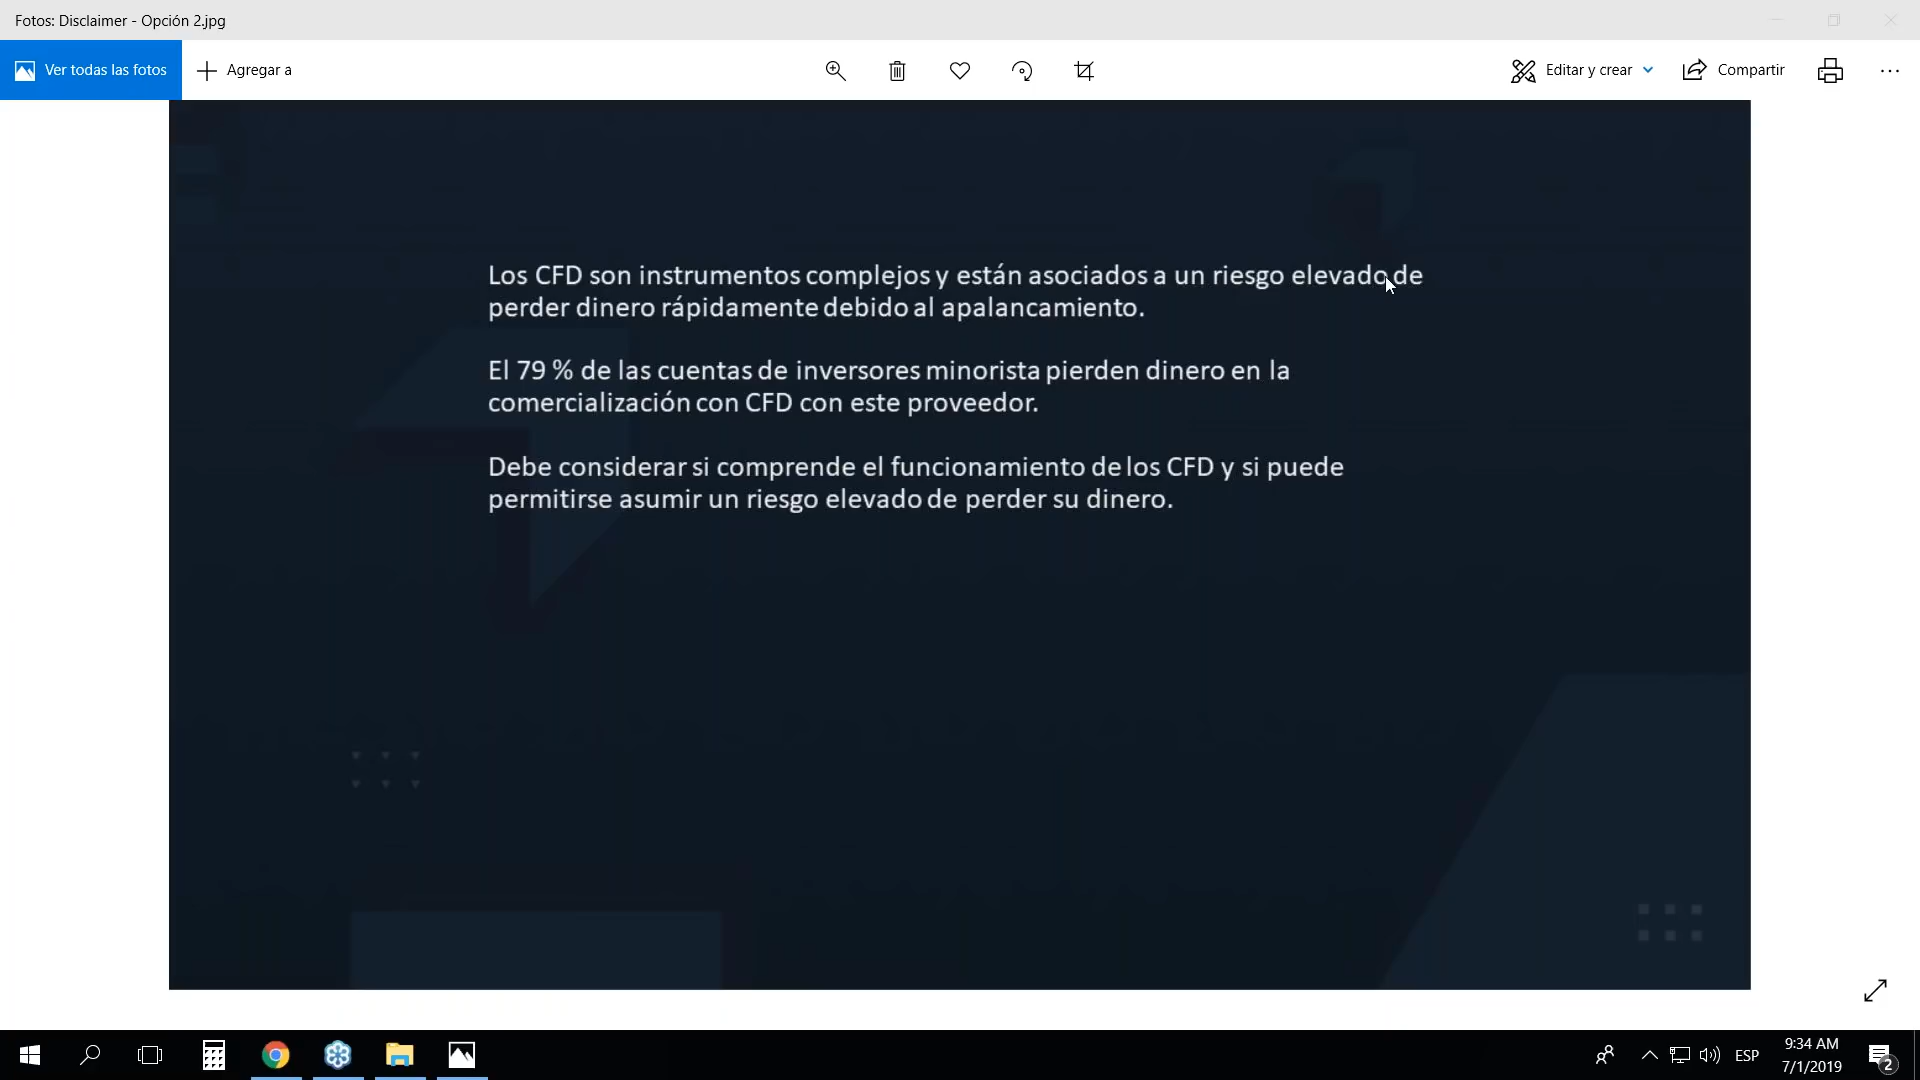 Fotos: Disclaimer - Opción 2.jpg
Ver todas las fotos
Agregar a
Editar y crear
Compartir
Los CFD son instrumentos complejos y están asociados a un riesgo elevado de
perder dinero rápidamente debido al apalancamiento.
El 79 % de las cuentas de inversores minorista pierden dinero en la
comercialización con CFD con este proveedor.
Debe considerar si comprende el funcionamiento de los CFD y si puede
permitirse asumir un riesgo elevado de perder su dinero.
ESP
9:34 AM
7/1/2019
2